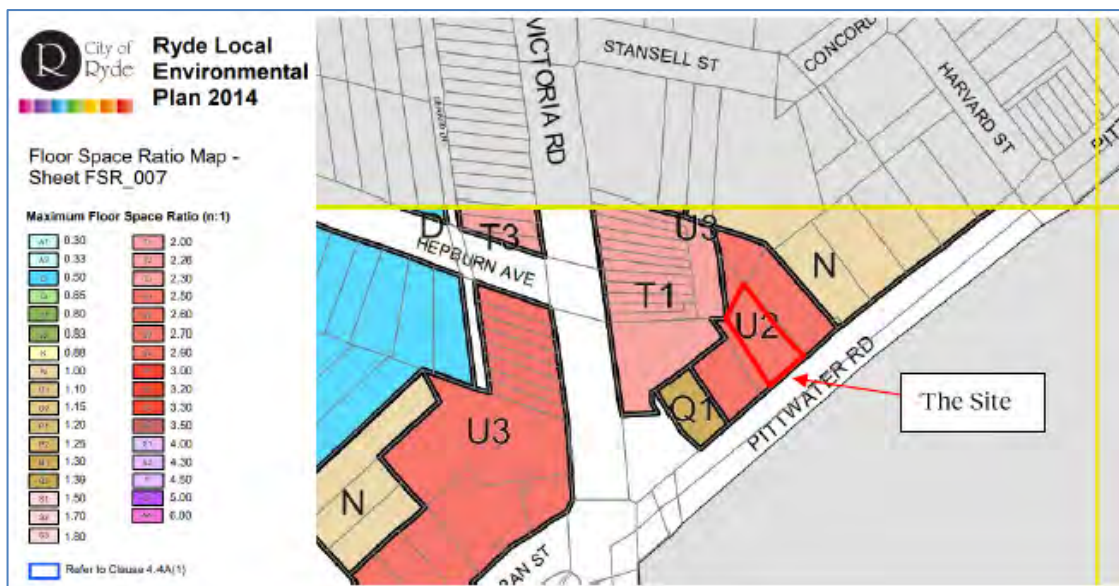 City of
Ryde
R
Ryde Local
Environmental
Plan 2014
Floor Space Ratio Map -
Sheet FSR_007
Maximum Floor Space Ratio (n:1)
0.30
0.33
0.50
0.65
0.80
0.83
0.88
N 1.00
1.10
1.15
1.20
1.25
1.30
1.39
S1 1.50
1.70
1.80
2.00
2.26
2.30
2.50
2.60
2.70
3.00
3.20
3.30
3.50
4.00
4.30
4.50
5.00
6.00
Refer to Clause 4.4A(1)
VICTORIA RD
STANSELL ST
CONCORD
HARVARD ST
D
T3
HEPBURN AVE
U3
T1
U2
N
Q1
U3
N
PITTWATER RD
The Site